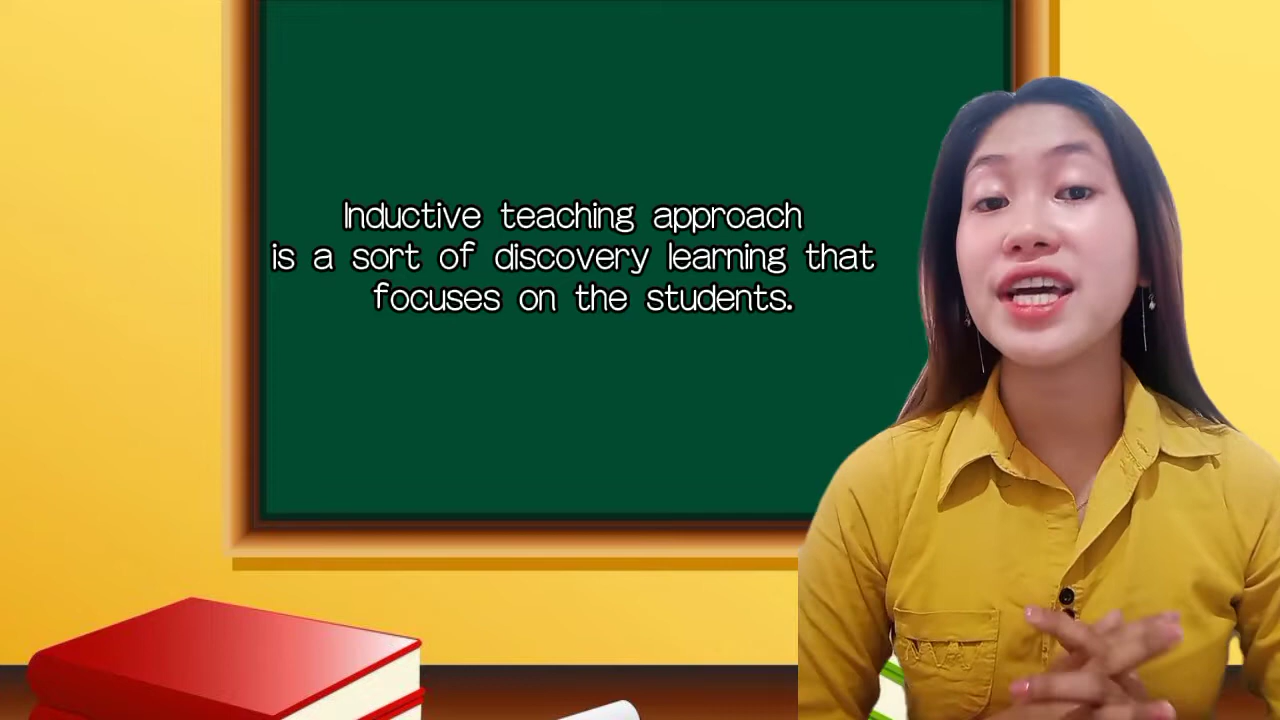 Inductive teaching approach
is a sort of discovery learning that
focuses on the students.